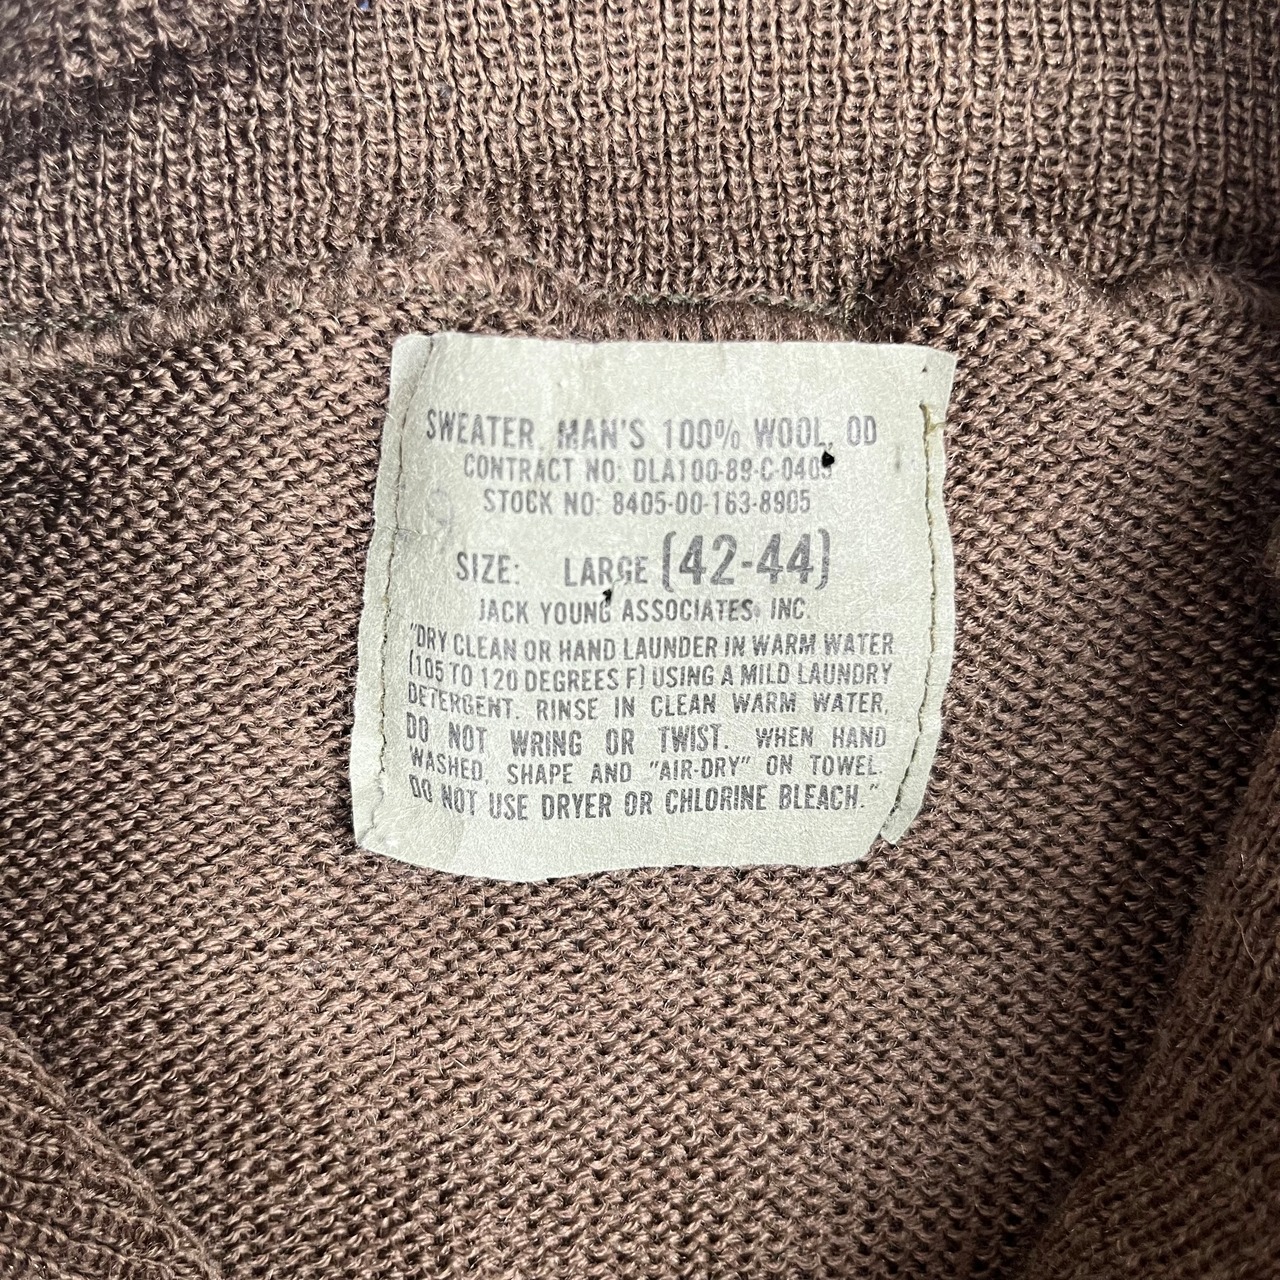 SWEATER, MAN'S 100% WOOL, OD
CONTRACT NO: DLA100-89-C-040
STOCK NO: 8405-00-163-8905
SIZE: LARGE (42-44)
JACK YOUNG ASSOCIATES, INC.
"DRY CLEAN OR HAND LAUNDER IN WARM WATER
(105 TO 120 DEGREES F) USING A MILD LAUNDRY
DETERGENT. RINSE IN CLEAN WARM WATER,
DO NOT WRING OR TWIST. WHEN HAND
WASHED, SHAPE AND "AIR-DRY" ON TOWEL.
DO NOT USE DRYER OR CHLORINE BLEACH."